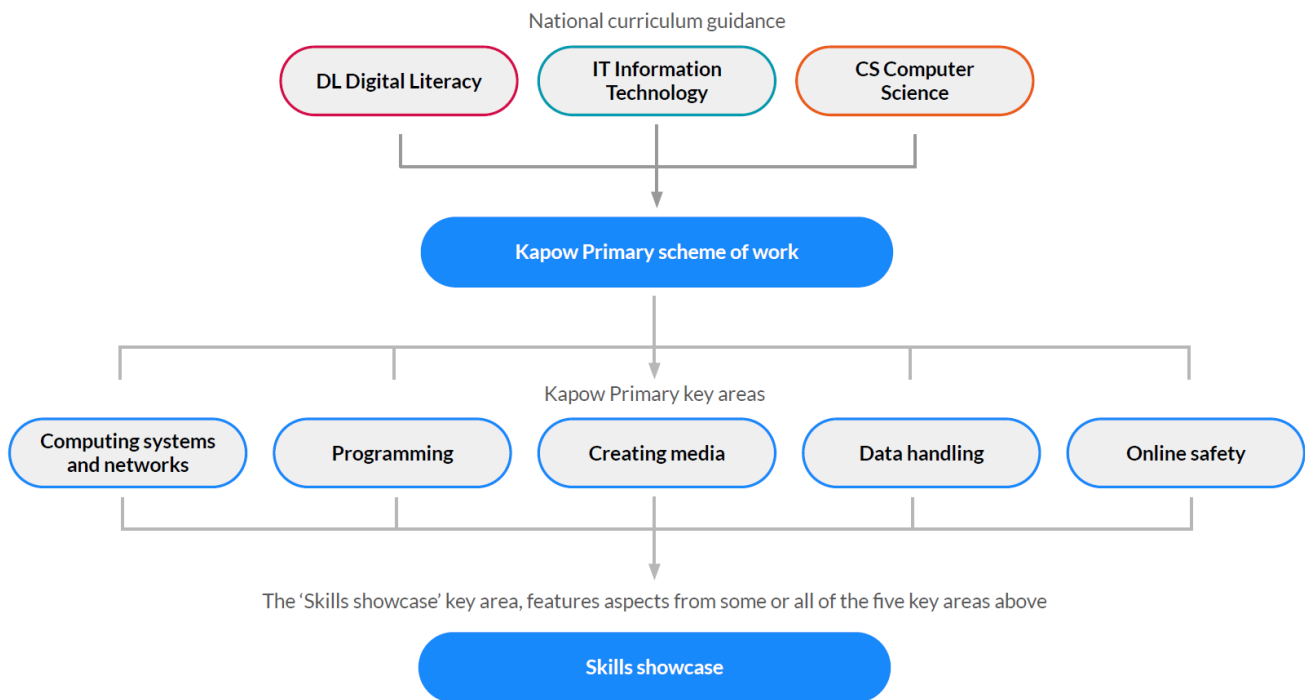 National curriculum guidance
DL Digital Literacy
IT Information
Technology
CS Computer
Science
Kapow Primary scheme of work
Kapow Primary key areas
Computing systems
and networks
Programming
Creating media
Data handling
Online safety
The ‘Skills showcase’ key area, features aspects from some or all of the five key areas above
Skills showcase